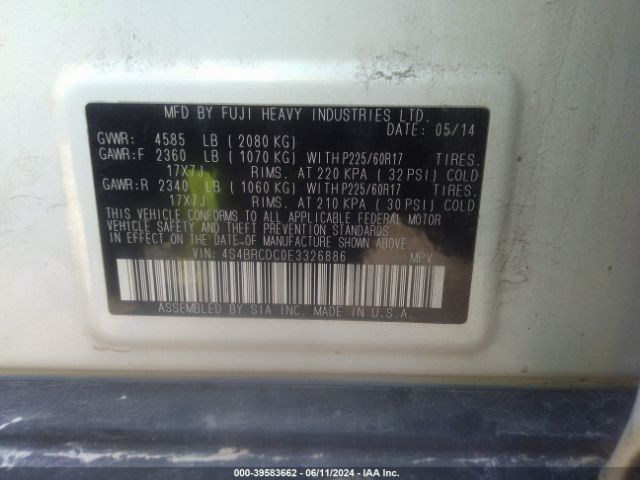 MFD BY FUJI HEAVY INDUSTRIES LTD.
DATE: 05/14
GVWR: 4585 LB ( 2080 KG)
GAWR:F 2360 LB ( 1070 KG) WITH P225/60R17 TIRES.
17X7J RIMS. AT 220 KPA ( 32 PSI) COLD
GAWR:R 2340 LB ( 1060 KG) WITH P225/60R17 TIRES.
17X7J RIMS. AT 210 KPA ( 30 PSI) COLD
THIS VEHICLE CONFORMS TO ALL APPLICABLE FEDERAL MOTOR
VEHICLE SAFETY AND THEFT PREVENTION STANDARDS
IN EFFECT ON THE DATE OF MANUFACTURE SHOWN ABOVE.
VIN: 4S4BRCDC0E3326886 MPV
ASSEMBLED BY SIA INC. MADE IN U.S.A.
000-39583662 - 06/11/2024 - IAA Inc.